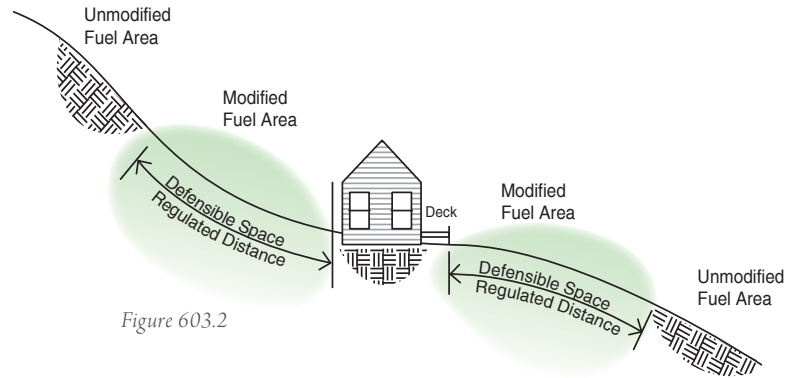 Unmodified
Fuel Area
Modified
Fuel Area
Defensible Space
Regulated Distance
Deck
Modified
Fuel Area
Defensible Space
Regulated Distance
Unmodified
Fuel Area
Figure 603.2